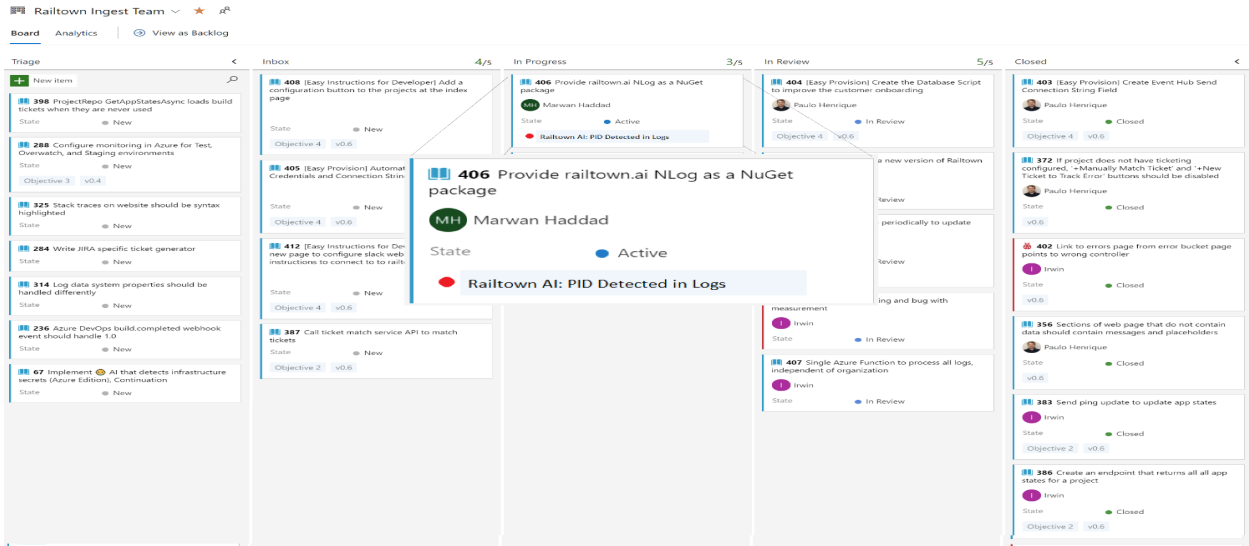 Railtown Ingest Team
Board Analytics View as Backlog
Triage
New item
398 ProjectRepo GetAppStatesAsync loads build
tickets when they are never used
State New
288 Configure monitoring in Azure for Test,
Overwatch, and Staging environments
State New
Objective 3 v0.4
325 Stack traces on website should be syntax
highlighted
State New
284 Write JIRA specific ticket generator
State New
314 Log data system properties should be
handled differently
State New
236 Azure DevOps build.completed webhook
event should handle 1.0
State New
67 Implement AI that detects infrastructure
secrets (Azure Edition), Continuation
State New
Inbox 4/5
408 [Easy Instructions for Developer] Add a
configuration button to the projects at the index
page
State New
Objective 4 v0.6
405 [Easy Provision] Automat
Credentials and Connection Strin
State New
Objective 4 v0.6
412 [Easy Instructions for Dev
new page to configure slack web
instructions to connect to to railt
State New
Objective 4 v0.6
387 Call ticket match service API to match
tickets
State New
Objective 2 v0.6
In Progress 3/5
406 Provide railtown.ai NLog as a NuGet
package
MH Marwan Haddad
State Active
Railtown AI: PID Detected in Logs
406 Provide railtown.ai NLog as a NuGet
package
MH Marwan Haddad
State Active
Railtown AI: PID Detected in Logs
In Review 5/5
404 [Easy Provision] Create the Database Script
to improve the customer onboarding
Paulo Henrique
State In Review
Objective 4 v0.6
a new version of Railtown
Review
periodically to update
Review
ing and bug with
measurement
I Irwin
State In Review
407 Single Azure Function to process all logs,
independent of organization
I Irwin
State In Review
Closed
403 [Easy Provision] Create Event Hub Send
Connection String Field
Paulo Henrique
State Closed
Objective 4 v0.6
372 If project does not have ticketing
configured, '+Manually Match Ticket' and '+New
Ticket to Track Error' buttons should be disabled
Paulo Henrique
State Closed
v0.6
402 Link to errors page from error bucket page
points to wrong controller
I Irwin
State Closed
v0.6
356 Sections of web page that do not contain
data should contain messages and placeholders
Paulo Henrique
State Closed
v0.6
383 Send ping update to update app states
I Irwin
State Closed
Objective 2 v0.6
386 Create an endpoint that returns all all app
states for a project
I Irwin
State Closed
Objective 2 v0.6